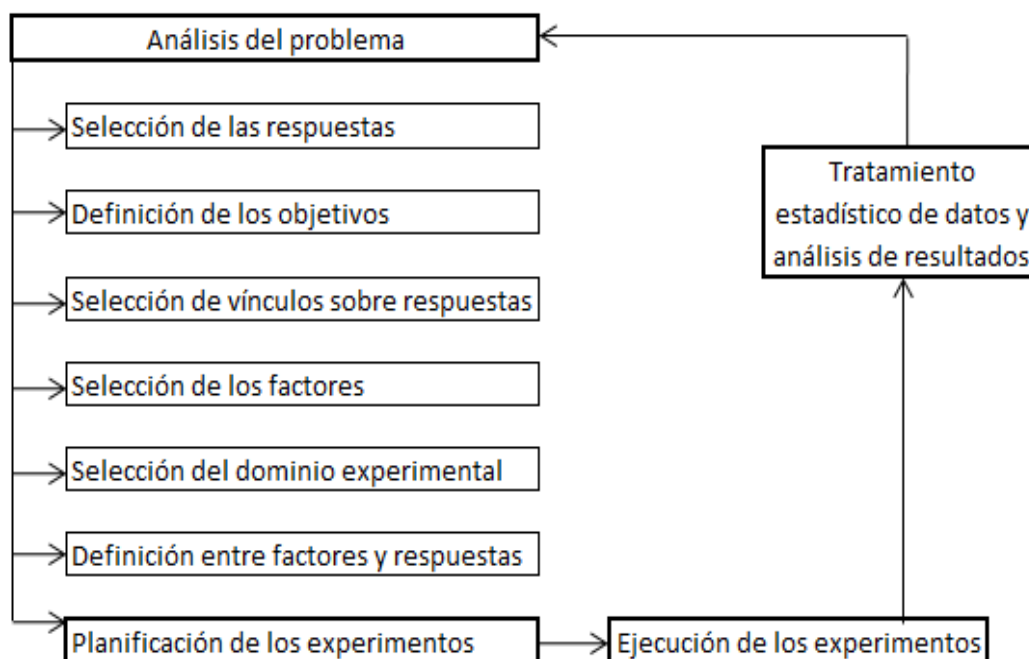 Análisis del problema
Selección de las respuestas
Definición de los objetivos
Selección de vínculos sobre respuestas
Selección de los factores
Selección del dominio experimental
Definición entre factores y respuestas
Planificación de los experimentos
Ejecución de los experimentos
Tratamiento
estadístico de datos y
análisis de resultados